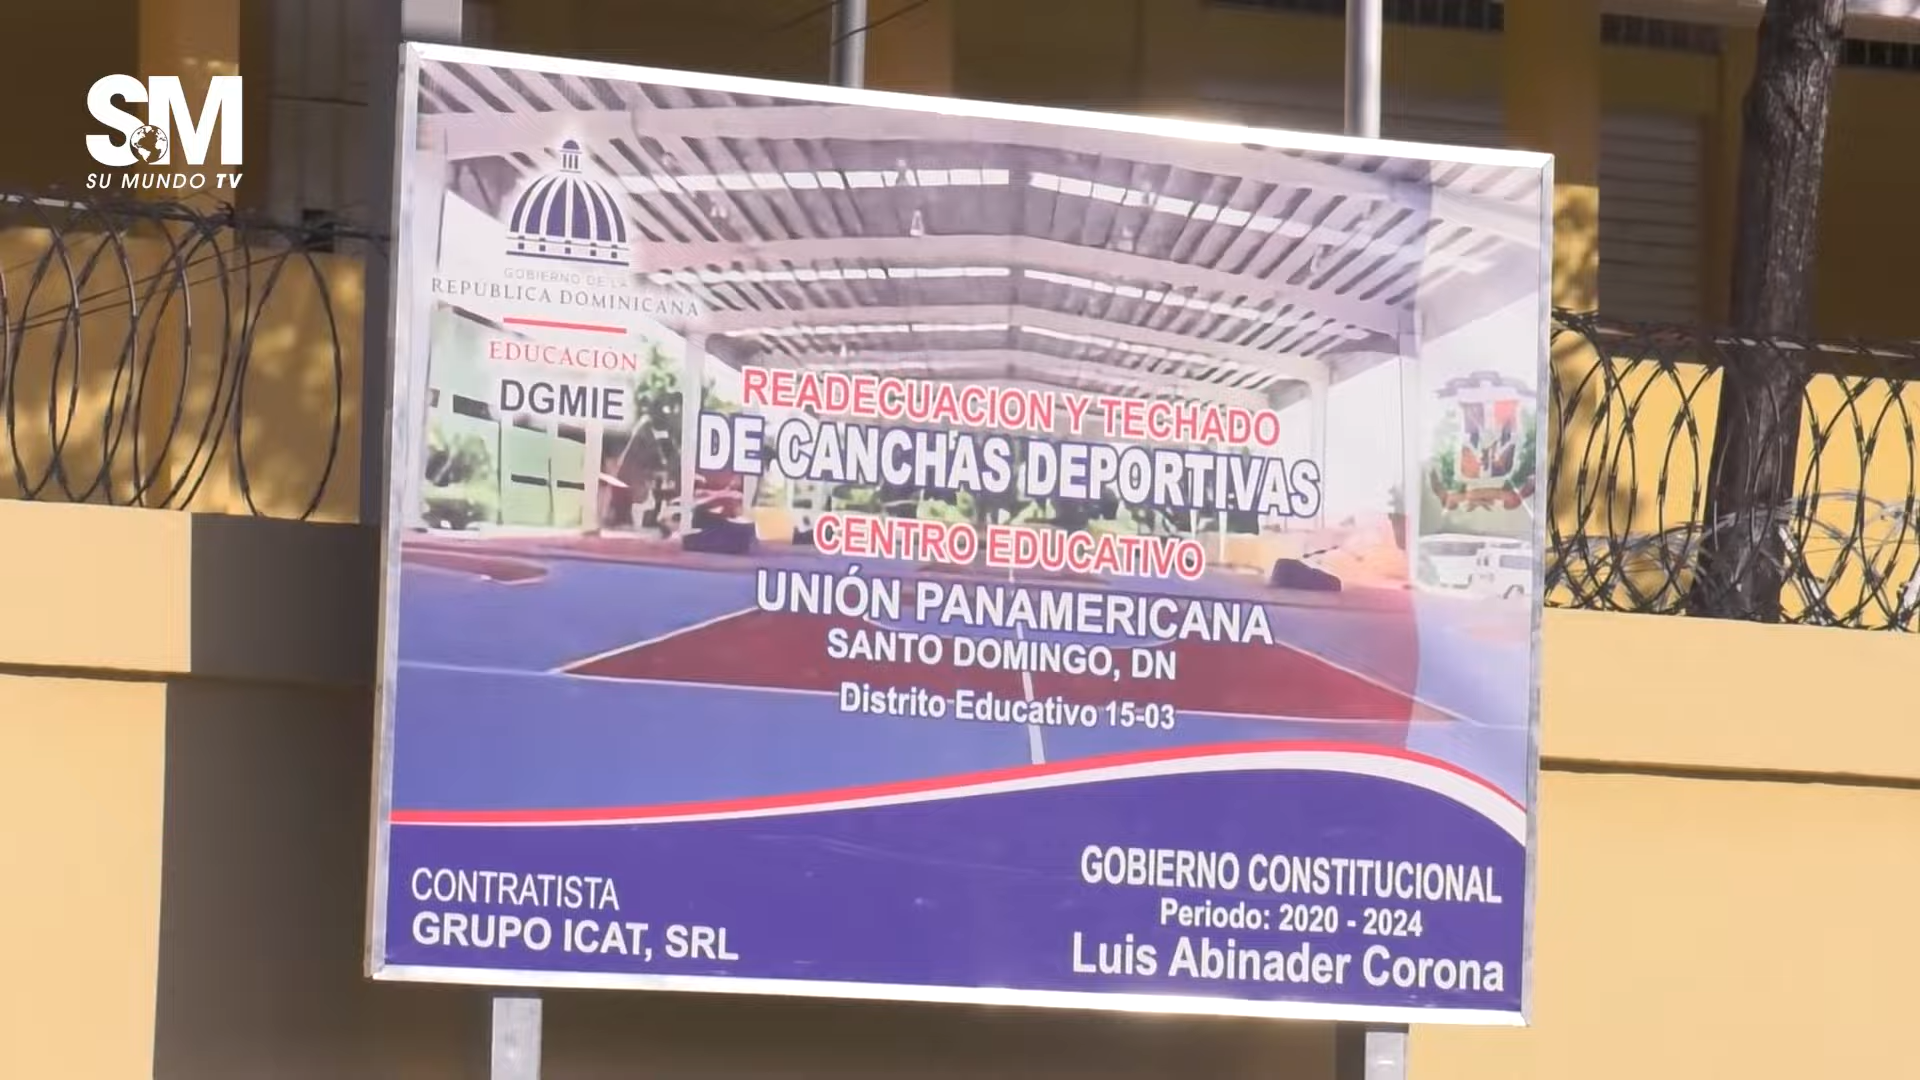 SM
SU MUNDO TV
GOBIERNO DE LA
REPÚBLICA DOMINICANA
EDUCACIÓN
DGMIE
READECUACION Y TECHADO
DE CANCHAS DEPORTIVAS
CENTRO EDUCATIVO
UNIÓN PANAMERICANA
SANTO DOMINGO, DN
Distrito Educativo 15-03
CONTRATISTA
GRUPO ICAT, SRL
GOBIERNO CONSTITUCIONAL
Periodo: 2020 - 2024
Luis Abinader Corona